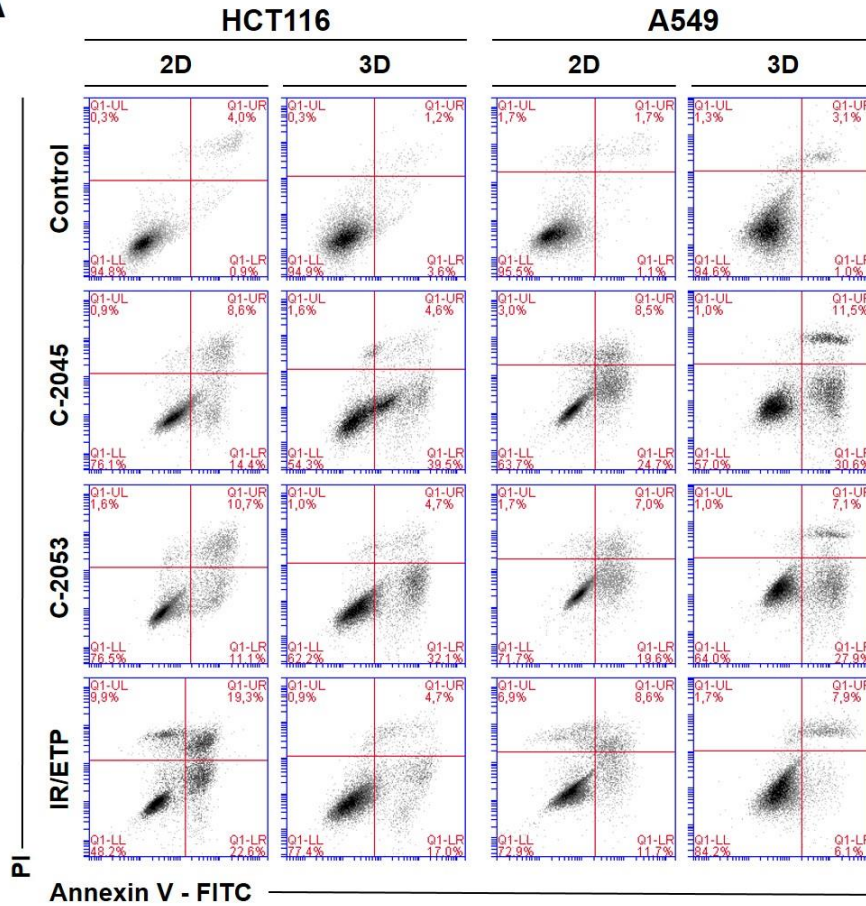 HCT116 A549
2D 3D 2D 3D
Control
Q1-UL Q1-UR Q1-UL Q1-UR Q1-UL Q1-UR Q1-UL Q1-UR
0,3% 4,0% 0,3% 1,2% 1,7% 1,7% 1,3% 3,1%
Q1-LL Q1-LR Q1-LL Q1-LR Q1-LL Q1-LR Q1-LL Q1-LR
94.8% 0.9% 94.9% 3.6% 95.5% 1.1% 94.6% 1.0%
C-2045
Q1-UL Q1-UR Q1-UL Q1-UR Q1-UL Q1-UR Q1-UL Q1-UR
0,9% 8,6% 1,6% 4,6% 3,0% 8,5% 1,0% 11,5%
Q1-LL Q1-LR Q1-LL Q1-LR Q1-LL Q1-LR Q1-LL Q1-LR
76.1% 14.4% 54.3% 39.5% 63.7% 24.7% 57.0% 30.6%
C-2053
Q1-UL Q1-UR Q1-UL Q1-UR Q1-UL Q1-UR Q1-UL Q1-UR
1,6% 10,7% 1,0% 4,7% 1,7% 7,0% 1,0% 7,1%
Q1-LL Q1-LR Q1-LL Q1-LR Q1-LL Q1-LR Q1-LL Q1-LR
76.5% 11.1% 62.2% 32.1% 71.7% 19.6% 64.0% 27.9%
IR/ETP
Q1-UL Q1-UR Q1-UL Q1-UR Q1-UL Q1-UR Q1-UL Q1-UR
9,9% 19,3% 0,9% 4,7% 6,9% 8,6% 1,7% 7,9%
Q1-LL Q1-LR Q1-LL Q1-LR Q1-LL Q1-LR Q1-LL Q1-LR
48.2% 22.6% 77.4% 17.0% 72.9% 11.7% 84.2% 6.1%
PI
Annexin V - FITC